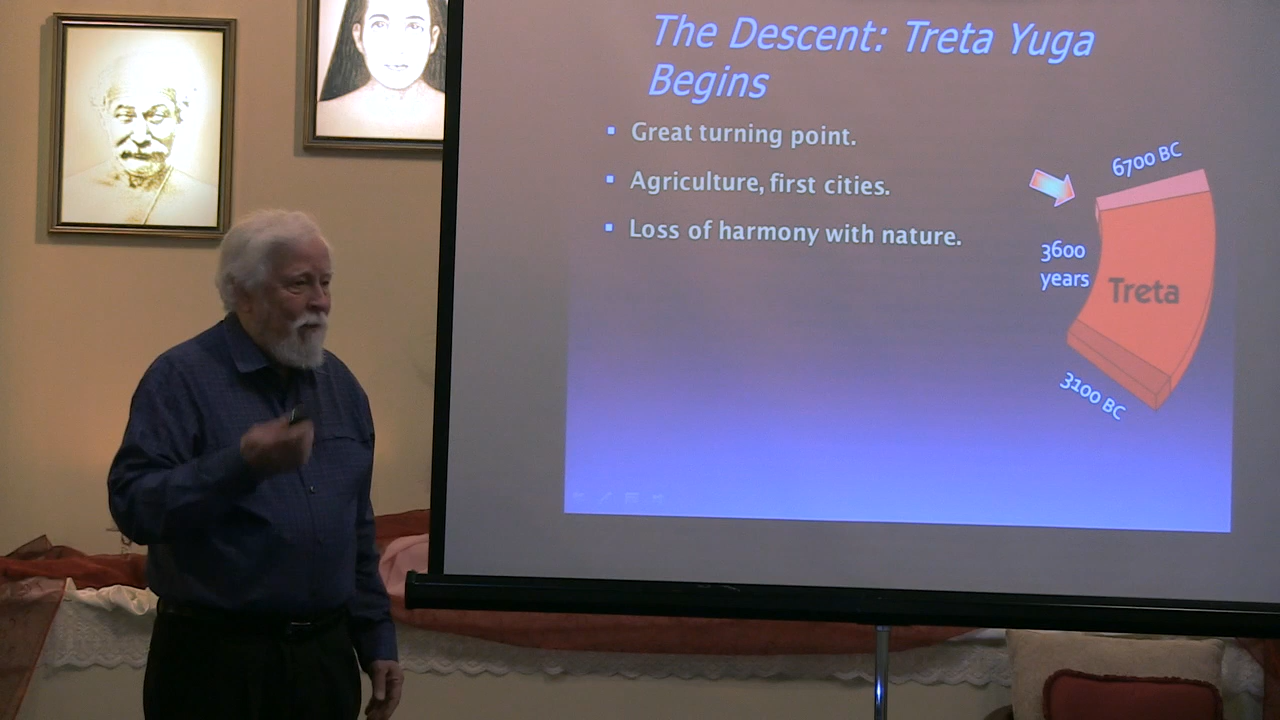 The Descent: Treta Yuga
Begins
Great turning point.
Agriculture, first cities.
Loss of harmony with nature.
6700 BC
3600
years
Treta
3100 BC